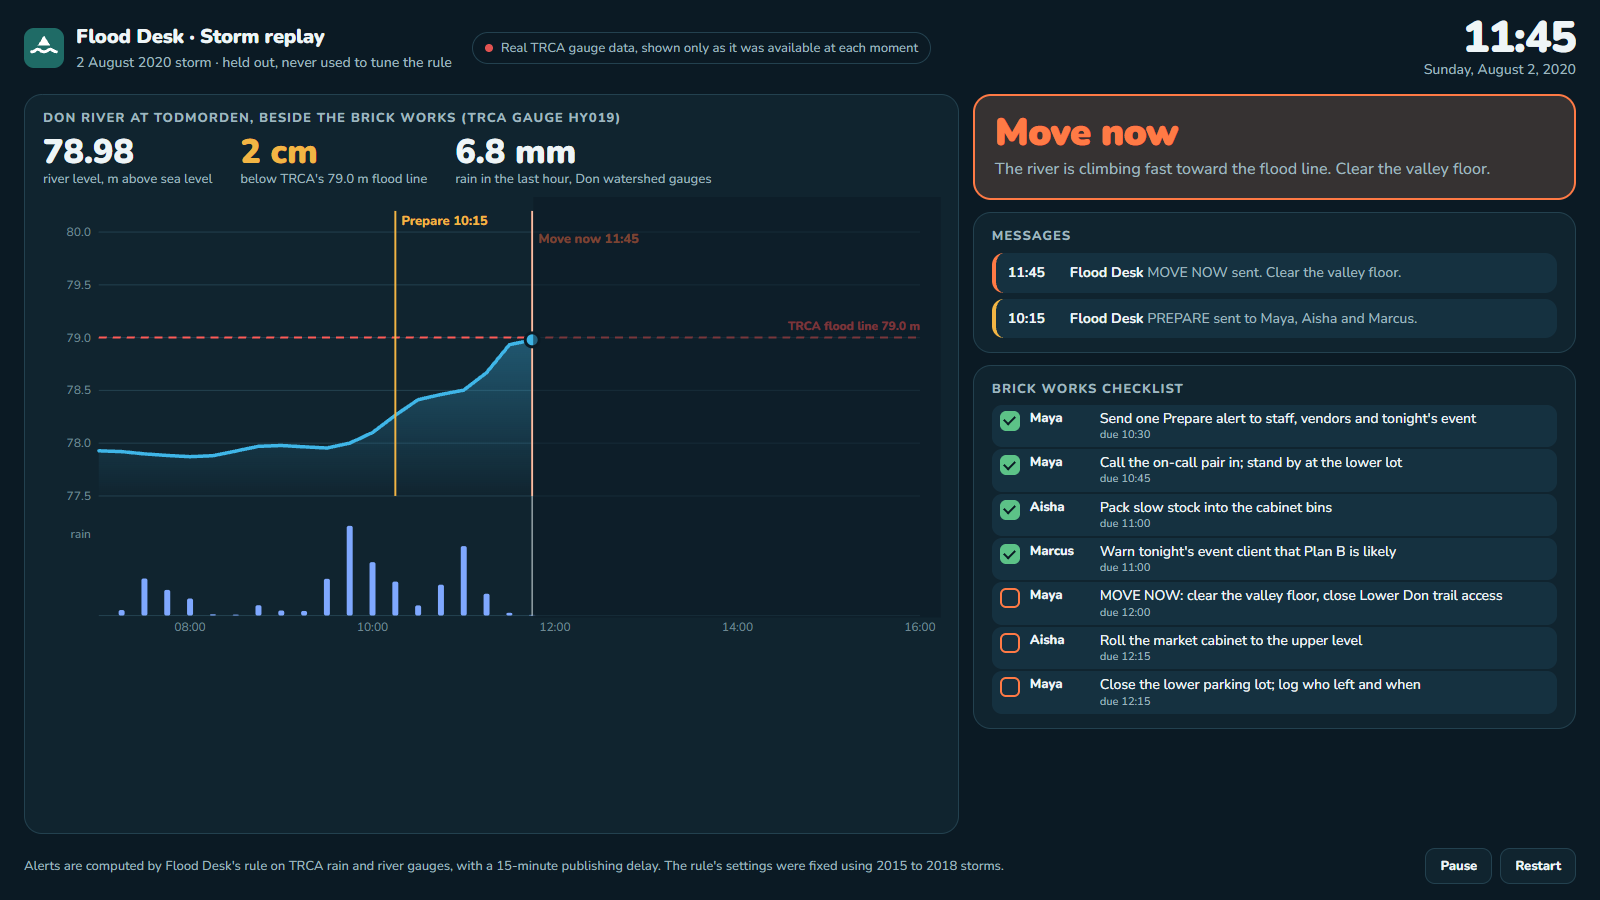 Flood Desk · Storm replay
2 August 2020 storm · held out, never used to tune the rule
Real TRCA gauge data, shown only as it was available at each moment
11:45
Sunday, August 2, 2020
DON RIVER AT TODMORDEN, BESIDE THE BRICK WORKS (TRCA GAUGE HY019)
78.98
river level, m above sea level
2 cm
below TRCA's 79.0 m flood line
6.8 mm
rain in the last hour, Don watershed gauges
Prepare 10:15
Move now 11:45
TRCA flood line 79.0 m
80.0
79.5
79.0
78.5
78.0
77.5
rain
08:00
10:00
12:00
14:00
16:00
Move now
The river is climbing fast toward the flood line. Clear the valley floor.
MESSAGES
11:45 Flood Desk MOVE NOW sent. Clear the valley floor.
10:15 Flood Desk PREPARE sent to Maya, Aisha and Marcus.
BRICK WORKS CHECKLIST
Maya Send one Prepare alert to staff, vendors and tonight's event
due 10:30
Maya Call the on-call pair in; stand by at the lower lot
due 10:45
Aisha Pack slow stock into the cabinet bins
due 11:00
Marcus Warn tonight's event client that Plan B is likely
due 11:00
Maya MOVE NOW: clear the valley floor, close Lower Don trail access
due 12:00
Aisha Roll the market cabinet to the upper level
due 12:15
Maya Close the lower parking lot; log who left and when
due 12:15
Alerts are computed by Flood Desk's rule on TRCA rain and river gauges, with a 15-minute publishing delay. The rule's settings were fixed using 2015 to 2018 storms.
Pause
Restart